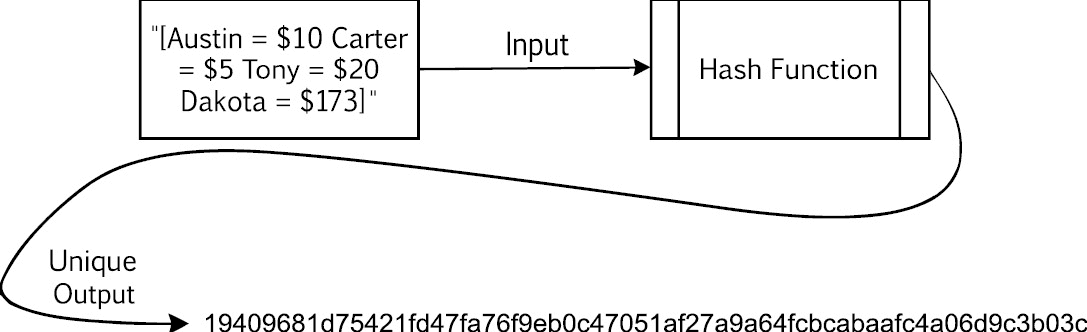 "[Austin = $10 Carter
= $5 Tony = $20
Dakota = $173]"
Input
Hash Function
Unique
Output
19409681d75421fd47fa76f9eb0c47051af27a9a64fcbcabaafc4a06d9c3b03c